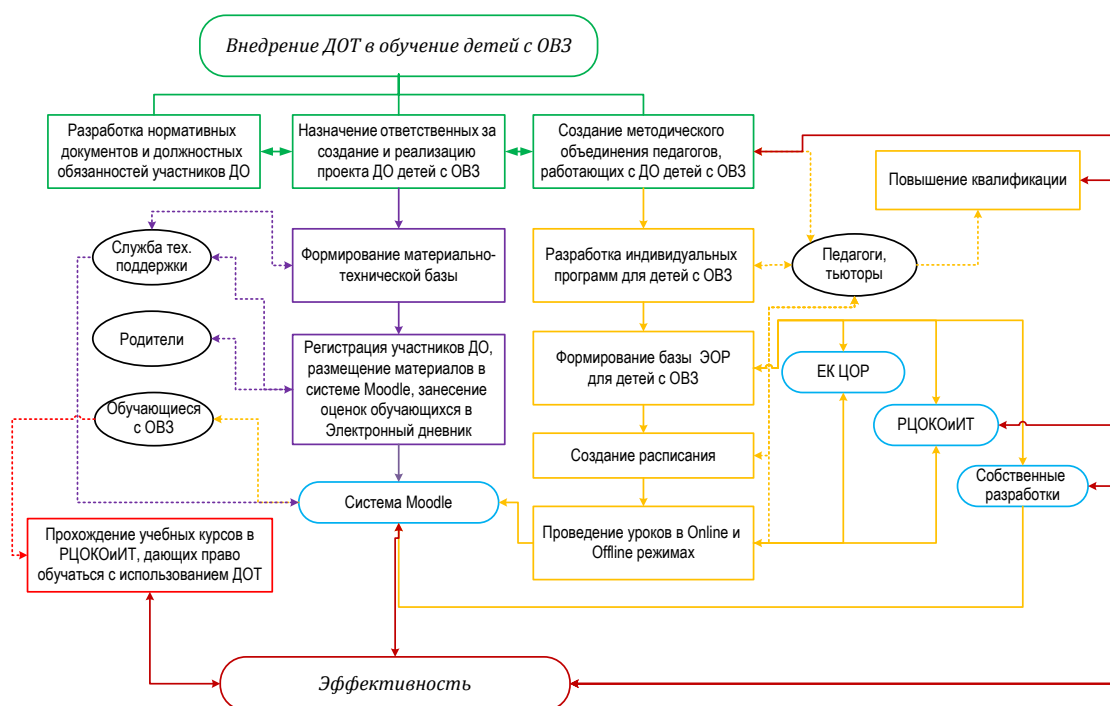 Внедрение ДОТ в обучение детей с ОВЗ
Разработка нормативных
документов и должностных
обязанностей участников ДО
Назначение ответственных за
создание и реализацию
проекта ДО детей с ОВЗ
Создание методического
объединения педагогов,
работающих с ДО детей с ОВЗ
Повышение квалификации
Служба тех.
поддержки
Формирование материально-
технической базы
Разработка индивидуальных
программ для детей с ОВЗ
Педагоги,
тьюторы
Родители
Регистрация участников ДО,
размещение материалов в
системе Moodle, занесение
оценок обучающихся в
Электронный дневник
Формирование базы ЭОР
для детей с ОВЗ
ЕК ЦОР
Обучающиеся
с ОВЗ
РЦОКОиИТ
Создание расписания
Собственные
разработки
Система Moodle
Проведение уроков в Online и
Offline режимах
Прохождение учебных курсов в
РЦОКОиИТ, дающих право
обучаться с использованием ДОТ
Эффективность